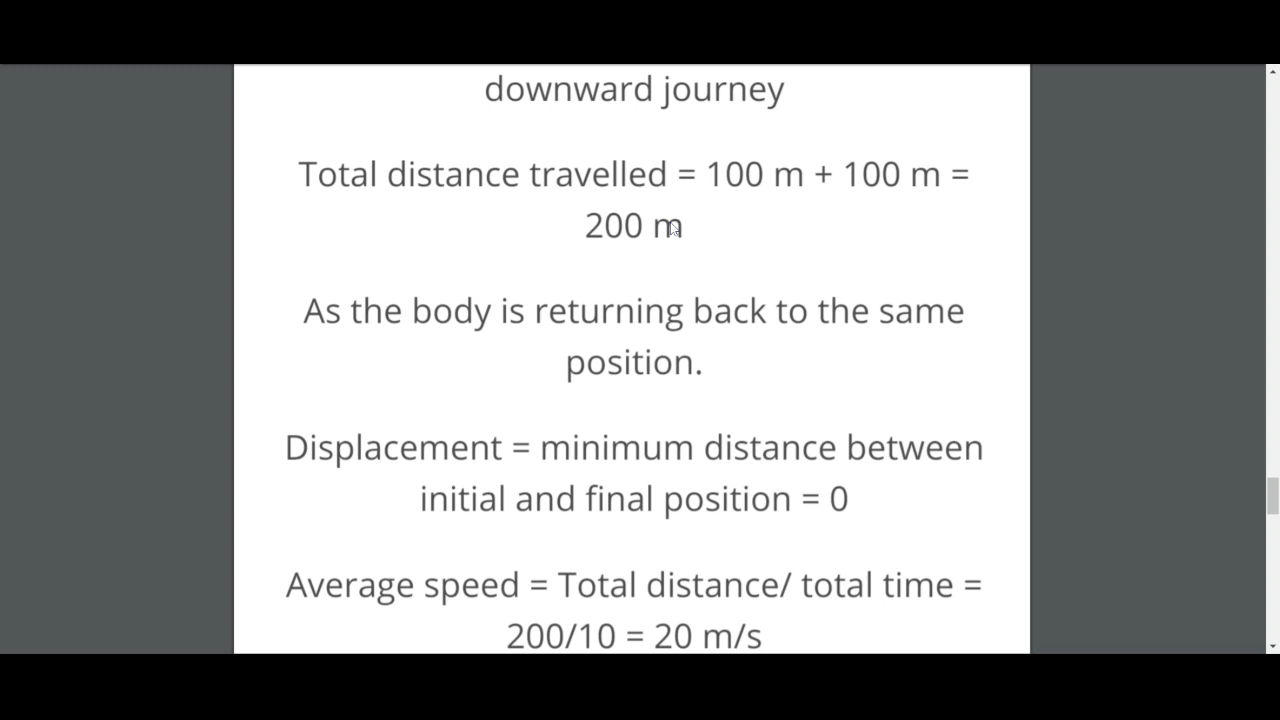 downward journey
Total distance travelled = 100 m + 100 m =
200 m
As the body is returning back to the same
position.
Displacement = minimum distance between
initial and final position = 0
Average speed = Total distance/ total time =
200/10 = 20 m/s